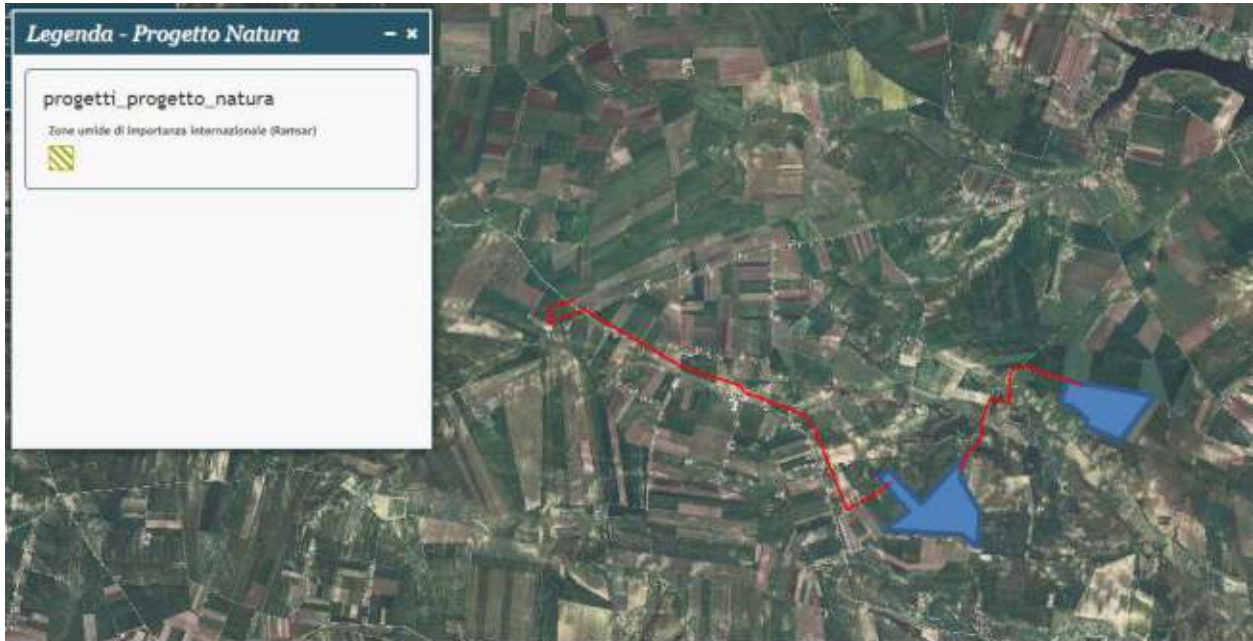 Legenda - Progetto Natura
progetti_progetto_natura
Zone umide di importanza internazionale (Ramsar)